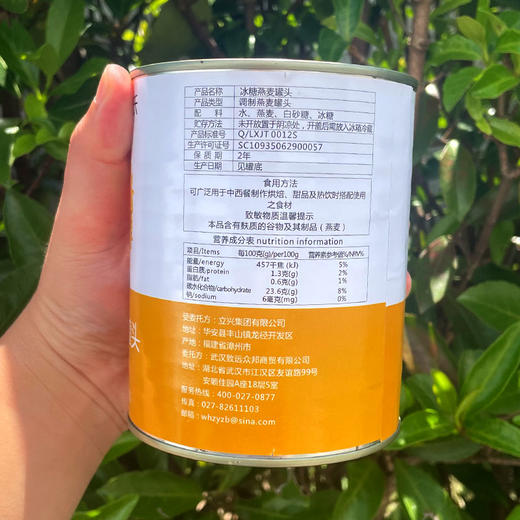 产品名称 冰糖燕麦罐头
产品类型 调制燕麦罐头
配料 水、燕麦、白砂糖、冰糖
贮存方法 未开放置于阴凉处，开盖后需放入冰箱冷藏
产品标准号 Q/LXJT 0012S
生产许可证号 SC10935062900057
保质期 2年
生产日期 见罐底
食用方法
可广泛用于中西餐制作烘焙、甜品及热饮时搭配使用
之食材
致敏物质温馨提示
本品含有麸质的谷物及其制品（燕麦）
营养成分表 nutrition information
项目/Items 每100克(g)/per100g 营养素参考值%/NRV%
能量/energy 457千焦 (kJ) 5%
蛋白质/protein 1.3克(g) 2%
脂肪/fat 0.6克(g) 1%
碳水化合物/carbohydrate 23.6克(g) 8%
钠/sodium 6毫克(mg) 0%
受委托方：立兴集团有限公司
地址：华安县丰山镇龙径开发区
产地：福建省漳州市
委托方：武汉致远众邦商贸有限公司
地址：湖北省武汉市江汉区友谊路99号
安顺佳园A座18层5室
服务热线：400-027-0877
传真：027-82611103
邮箱：whzyzb@sina.com